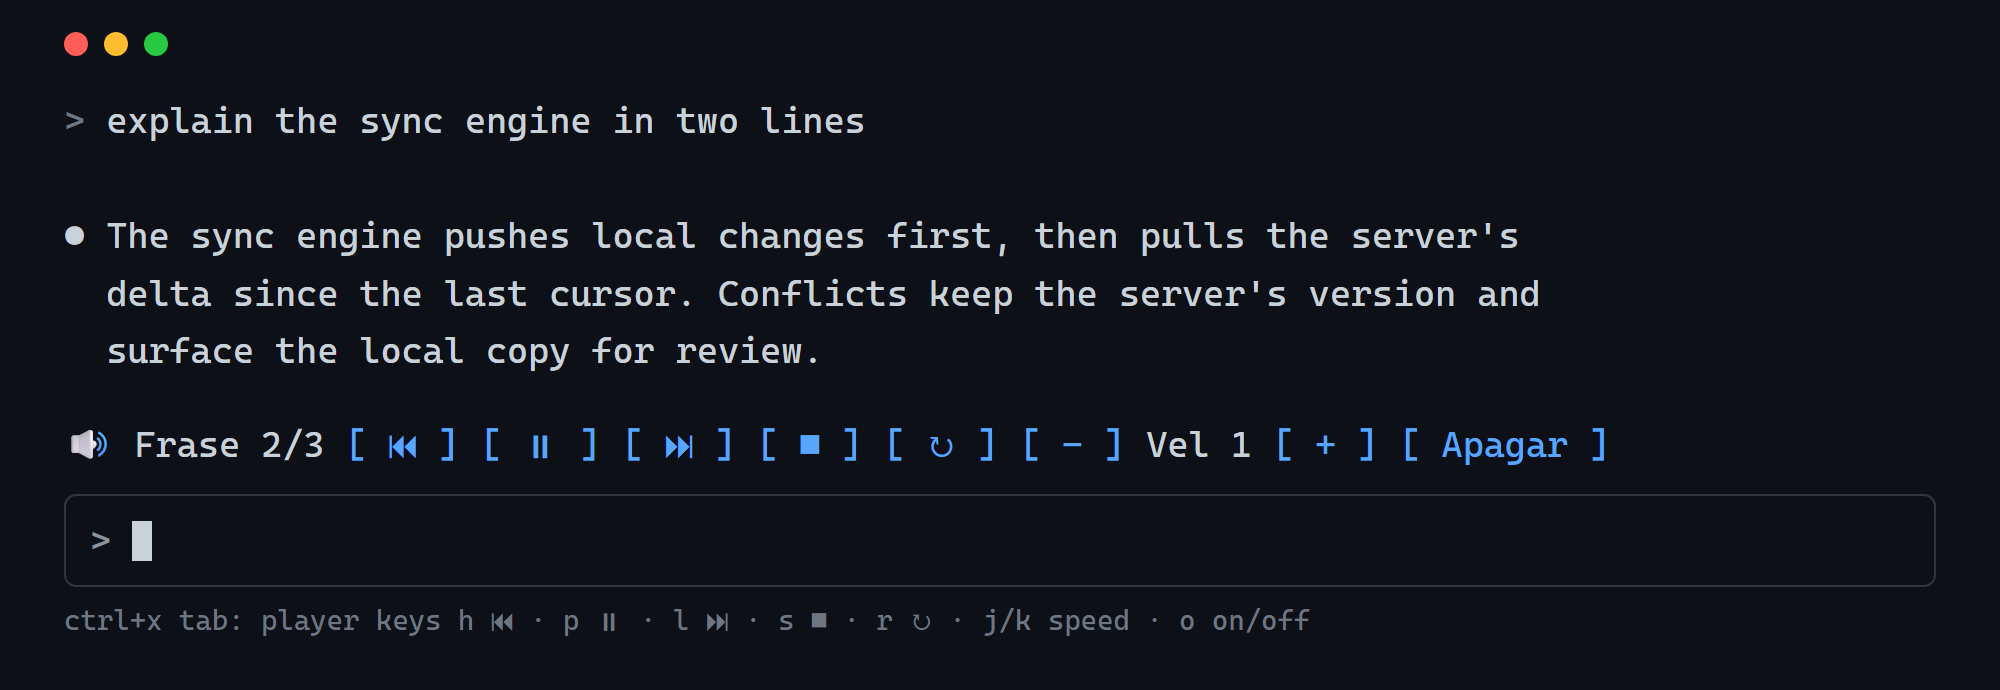 > explain the sync engine in two lines
● The sync engine pushes local changes first, then pulls the server's
delta since the last cursor. Conflicts keep the server's version and
surface the local copy for review.
🔊 Frase 2/3 [ ⏮ ] [ ⏸ ] [ ⏭ ] [ ■ ] [ ↻ ] [ − ] Vel 1 [ + ] [ Apagar ]
>
ctrl+x tab: player keys h ⏮ · p ⏸ · l ⏭ · s ■ · r ↻ · j/k speed · o on/off